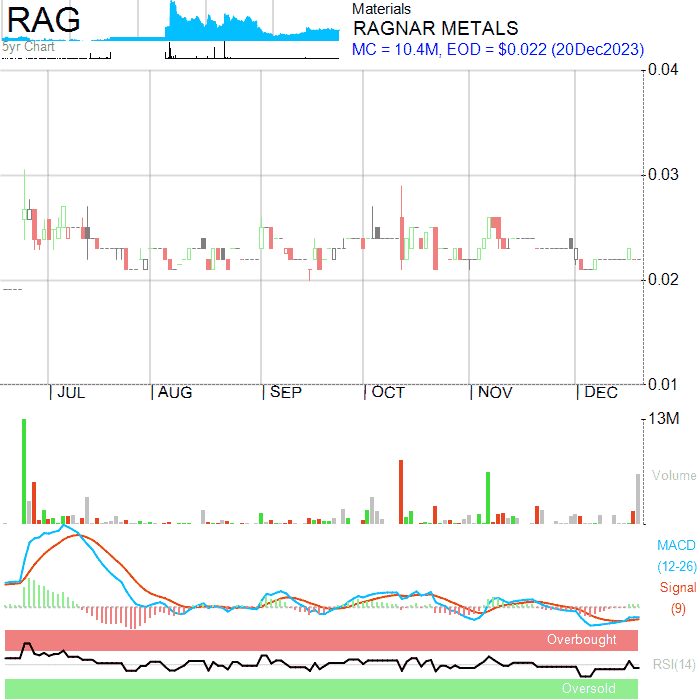 RAG
5yr Chart
Materials
RAGNAR METALS
MC = 10.4M, EOD = $0.022 (20Dec2023)
0.04
0.03
0.02
0.01
JUL AUG SEP OCT NOV DEC
13M
Volume
MACD
(12-26)
Signal
(9)
Overbought
RSI(14)
Oversold